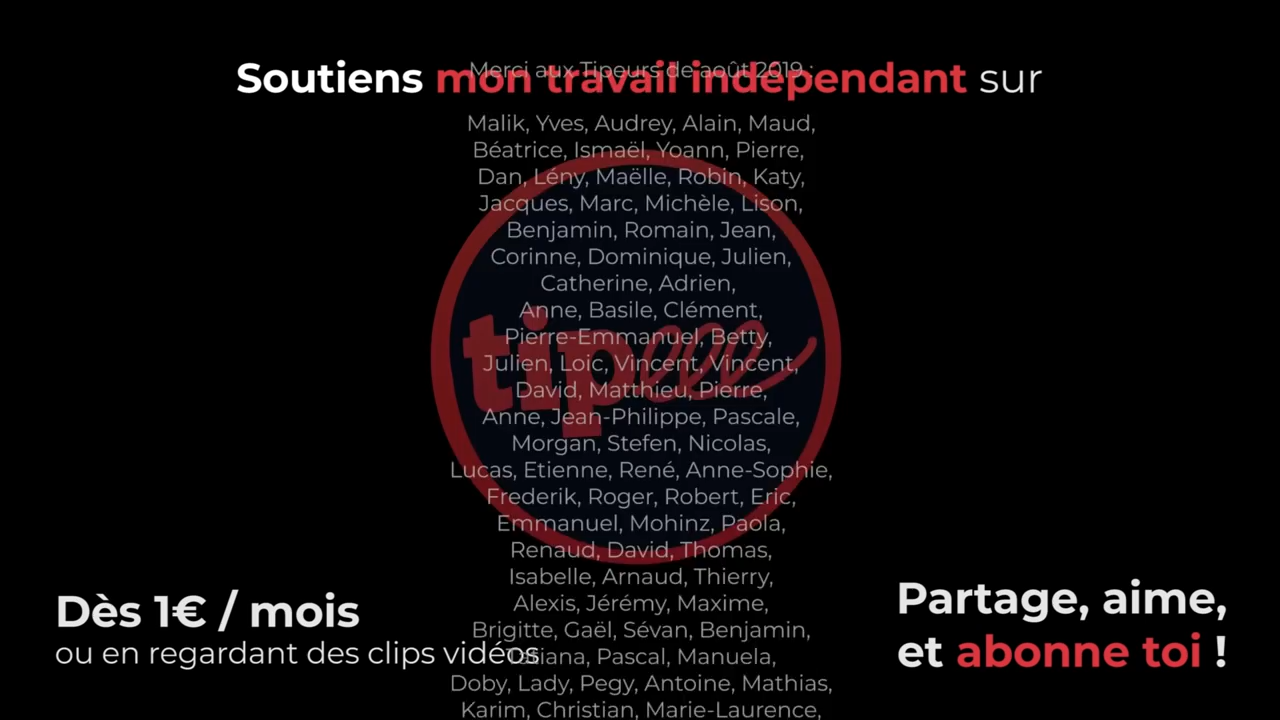 Soutiens mon travail indépendant sur
Merci aux Tipeurs de août 2019 :
Malik, Yves, Audrey, Alain, Maud,
Béatrice, Ismaël, Yoann, Pierre,
Dan, Lény, Maëlle, Robin, Katy,
Jacques, Marc, Michèle, Lison,
Benjamin, Romain, Jean,
Corinne, Dominique, Julien,
Catherine, Adrien,
Anne, Basile, Clément,
Pierre-Emmanuel, Betty,
Julien, Loic, Vincent, Vincent,
David, Matthieu, Pierre,
Anne, Jean-Philippe, Pascale,
Morgan, Stefen, Nicolas,
Lucas, Etienne, René, Anne-Sophie,
Frederik, Roger, Robert, Eric,
Emmanuel, Mohinz, Paola,
Renaud, David, Thomas,
Isabelle, Arnaud, Thierry,
Alexis, Jérémy, Maxime,
Brigitte, Gaël, Sévan, Benjamin,
Tatiana, Pascal, Manuela,
Doby, Lady, Pegy, Antoine, Mathias,
Karim, Christian, Marie-Laurence,
tipeee
Dès 1€ / mois
ou en regardant des clips vidéos
Partage, aime,
et abonne toi !